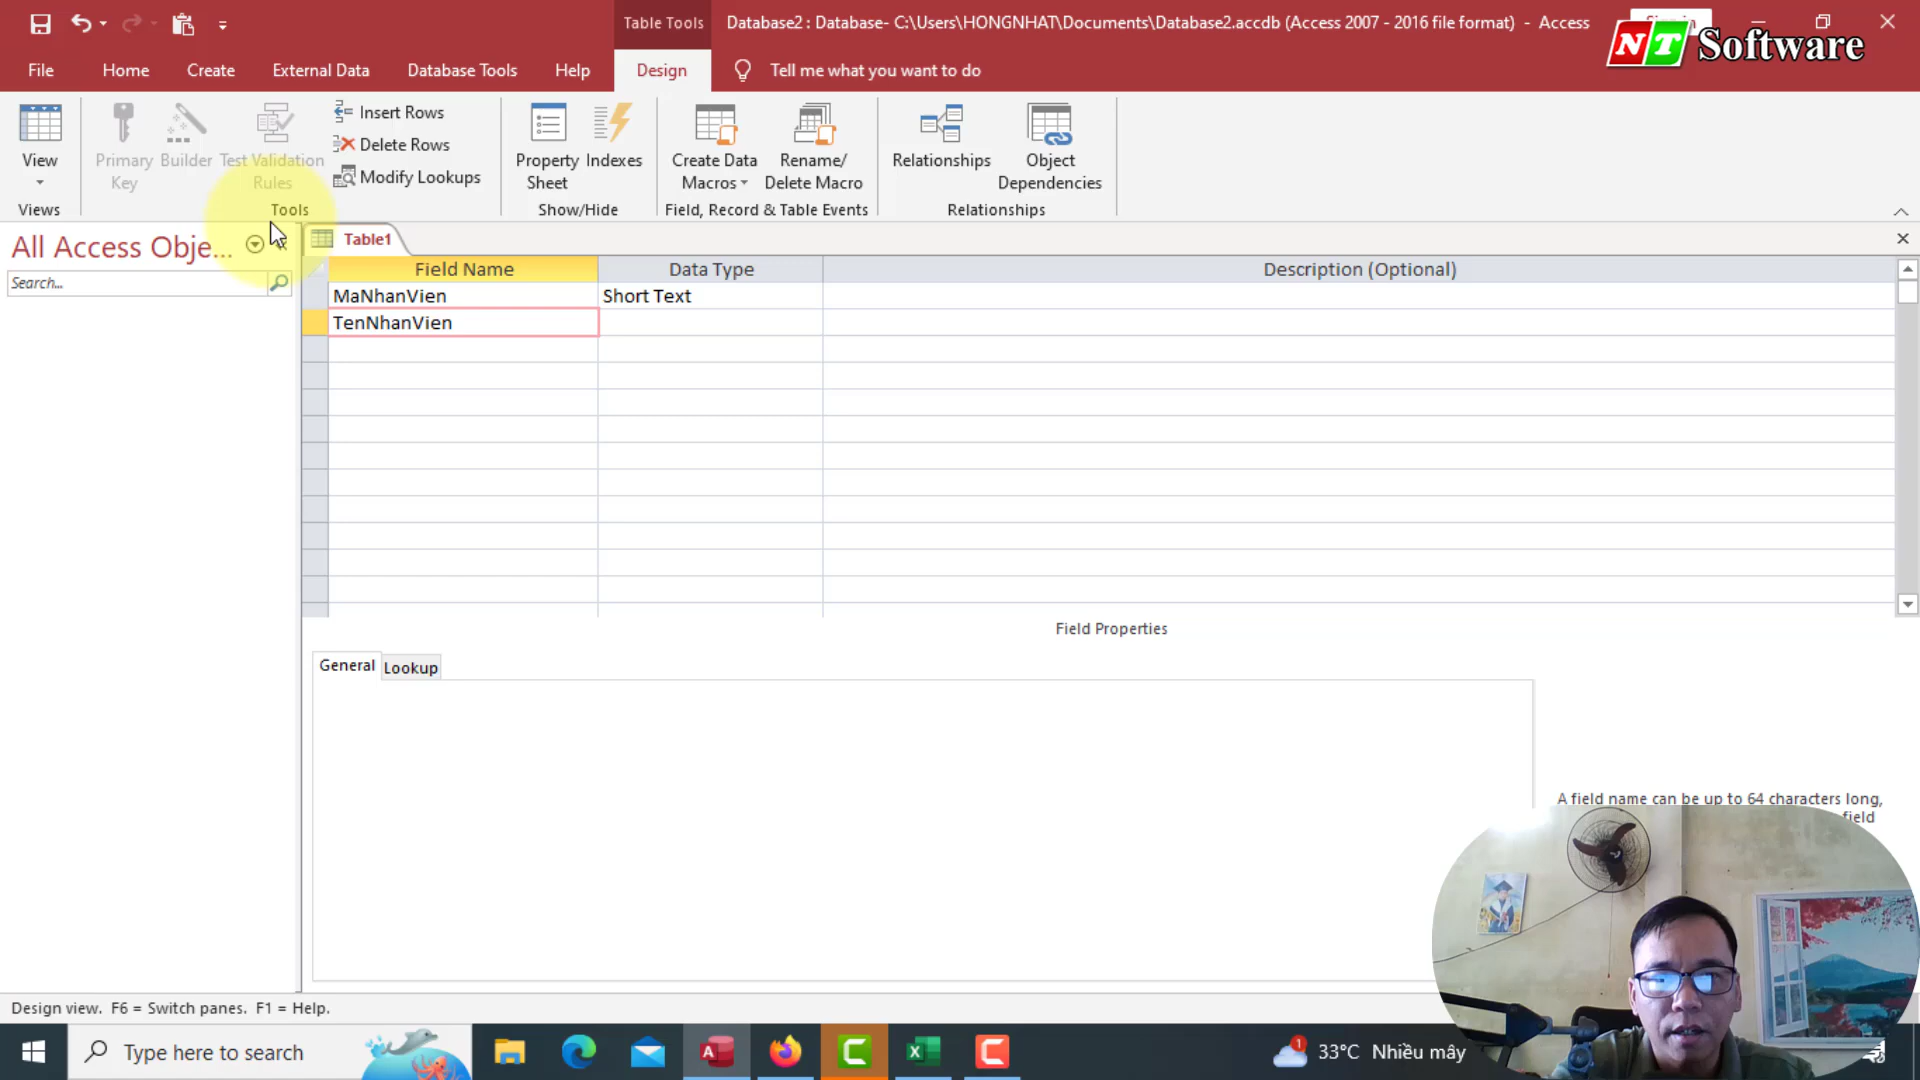 Table Tools
Database2 : Database- C:\Users\HONGNHAT\Documents\Database2.accdb (Access 2007 - 2016 file format) - Access
NT Software
File
Home
Create
External Data
Database Tools
Help
Design
Tell me what you want to do
View
Primary
Key
Builder
Test Validation
Rules
Insert Rows
Delete Rows
Modify Lookups
Property
Sheet
Indexes
Create Data
Macros
Rename/
Delete Macro
Relationships
Object
Dependencies
Views
Tools
Show/Hide
Field, Record & Table Events
Relationships
All Access Obje...
Search...
Table1
Field Name
Data Type
Description (Optional)
MaNhanVien
Short Text
TenNhanVien
Field Properties
General
Lookup
A field name can be up to 64 characters long,
field
Design view. F6 = Switch panes. F1 = Help.
Type here to search
1
33°C Nhiều mây